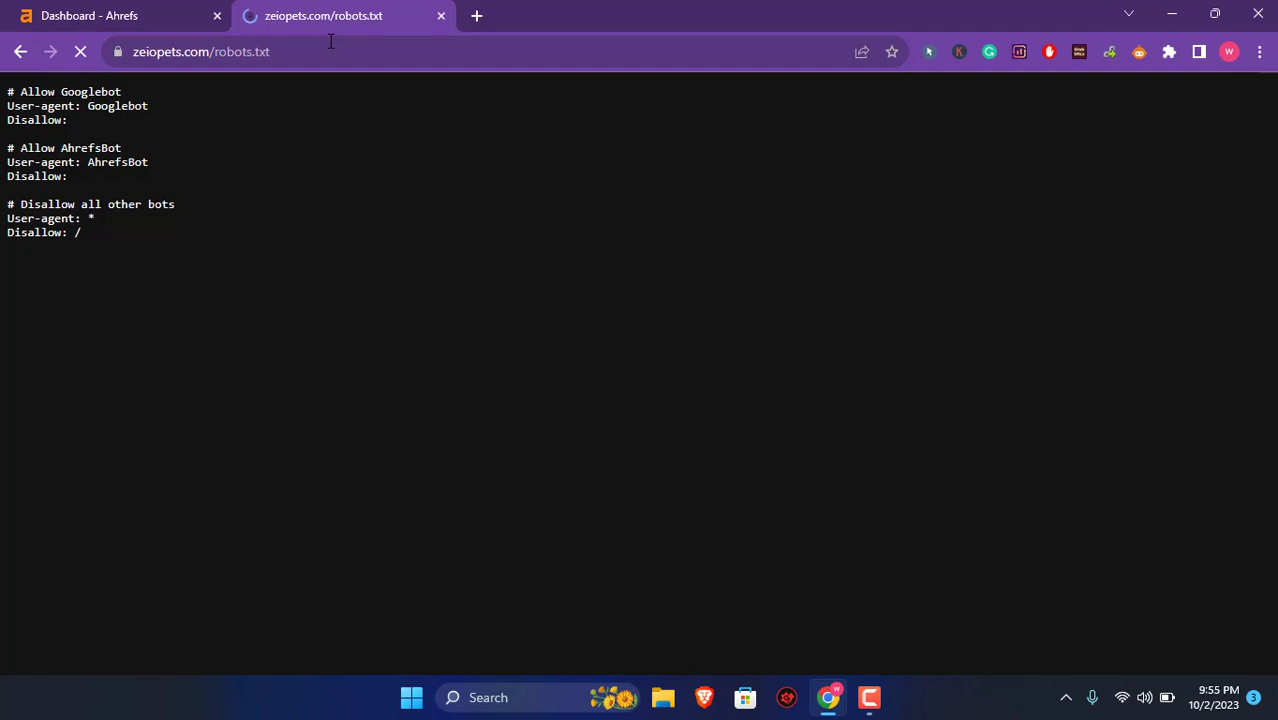 Dashboard - Ahrefs
zeiopets.com/robots.txt
zeiopets.com/robots.txt
K
W
# Allow Googlebot
User-agent: Googlebot
Disallow:
# Allow AhrefsBot
User-agent: AhrefsBot
Disallow:
# Disallow all other bots
User-agent: *
Disallow: /
Search
W
9:55 PM
10/2/2023
3